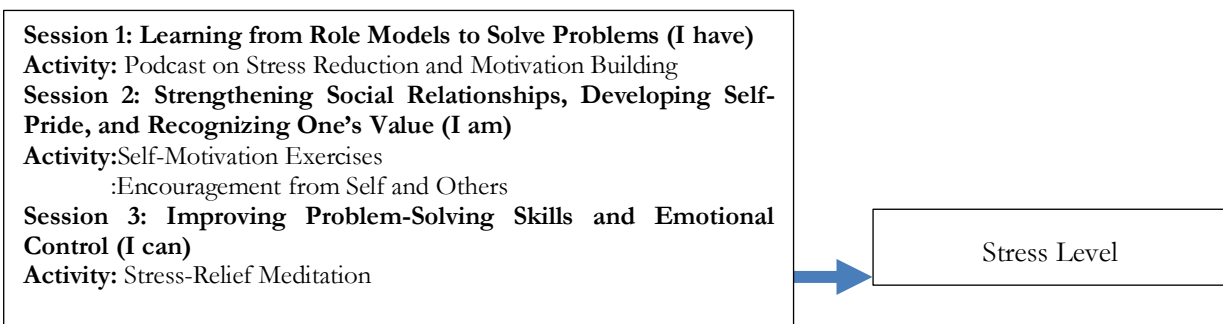 Session 1: Learning from Role Models to Solve Problems (I have)
Activity: Podcast on Stress Reduction and Motivation Building
Session 2: Strengthening Social Relationships, Developing Self-
Pride, and Recognizing One’s Value (I am)
Activity:Self-Motivation Exercises
:Encouragement from Self and Others
Session 3: Improving Problem-Solving Skills and Emotional
Control (I can)
Activity: Stress-Relief Meditation
Stress Level